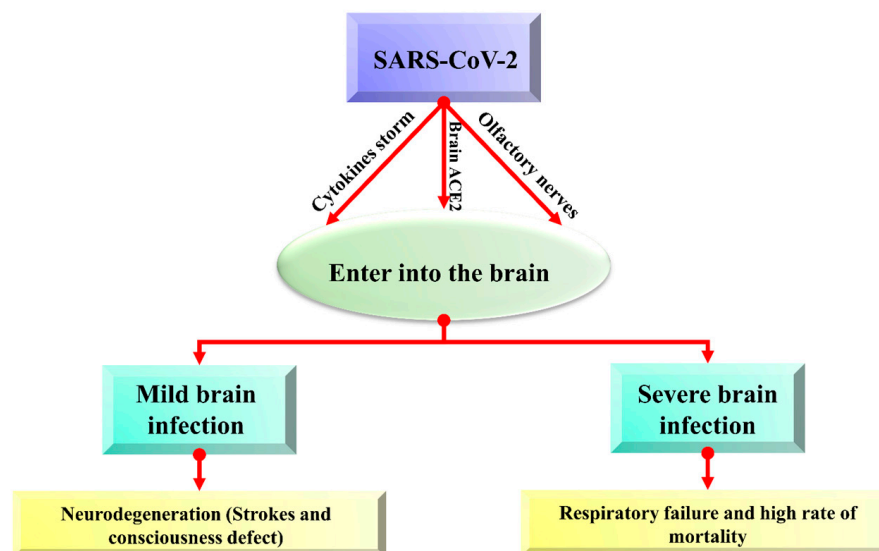 SARS-CoV-2
Cytokines storm
Brain ACE2
Olfactory nerves
Enter into the brain
Mild brain
infection
Severe brain
infection
Neurodegeneration (Strokes and
consciousness defect)
Respiratory failure and high rate of
mortality